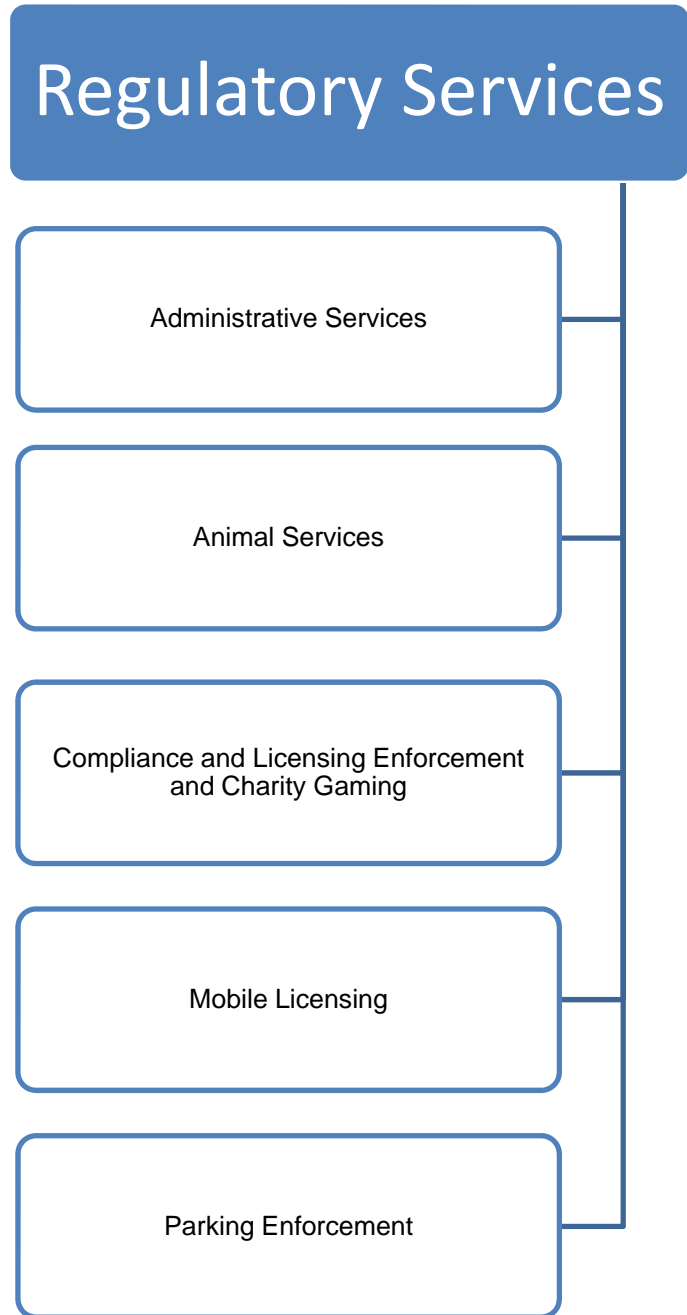 Regulatory Services
Administrative Services
Animal Services
Compliance and Licensing Enforcement
and Charity Gaming
Mobile Licensing
Parking Enforcement